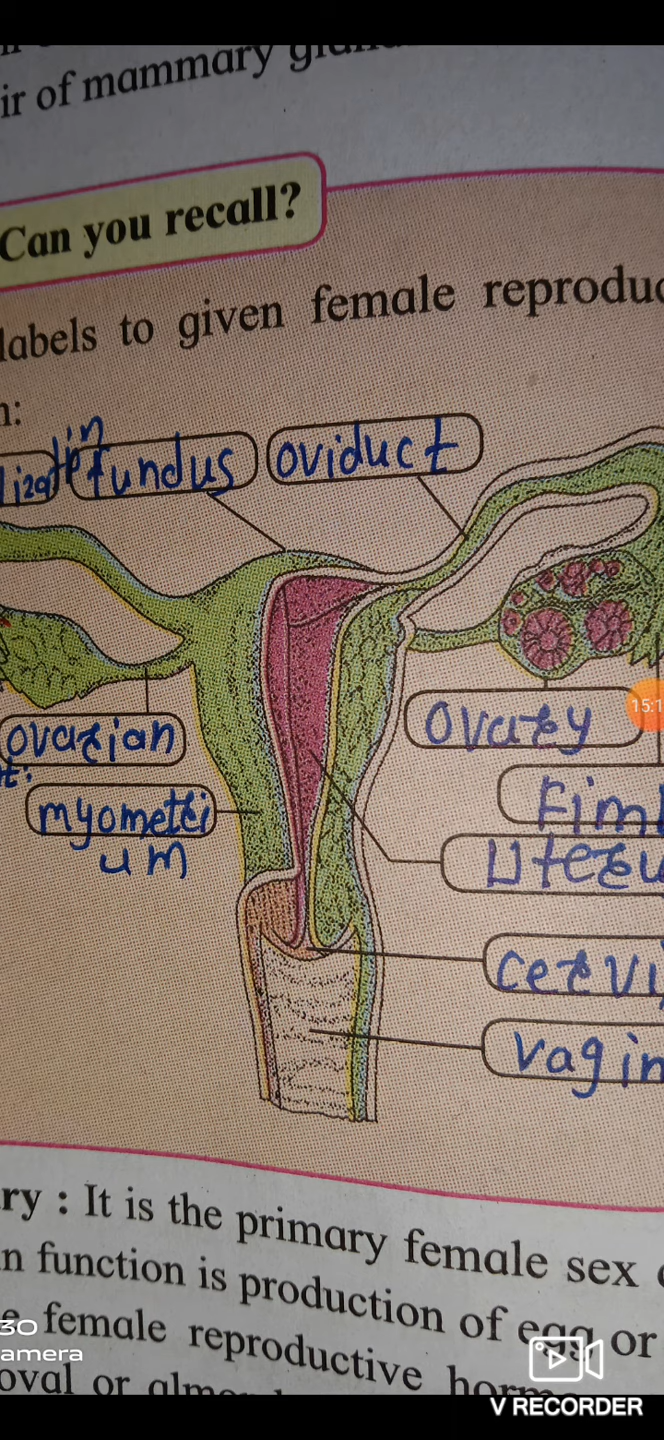 ir of mammary
Can you recall?
labels to given female reproduc
n:
fundus oviduct
ovarian
myometri
um
Ovary
15:1
Fim
Uteru
Cervi
Vagin
ry : It is the primary female sex
n function is production of egg or
e female reproductive
oval or
30
amera
V RECORDER